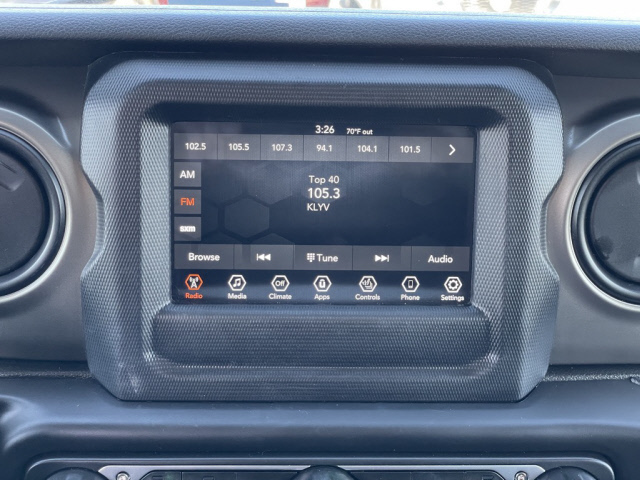 3:26 70°F out
102.5 105.5 107.3 94.1 104.1 101.5
AM
FM
sxm
Top 40
105.3
KLYV
Browse Tune Audio
Off
Radio Media Climate Apps Controls Phone Settings